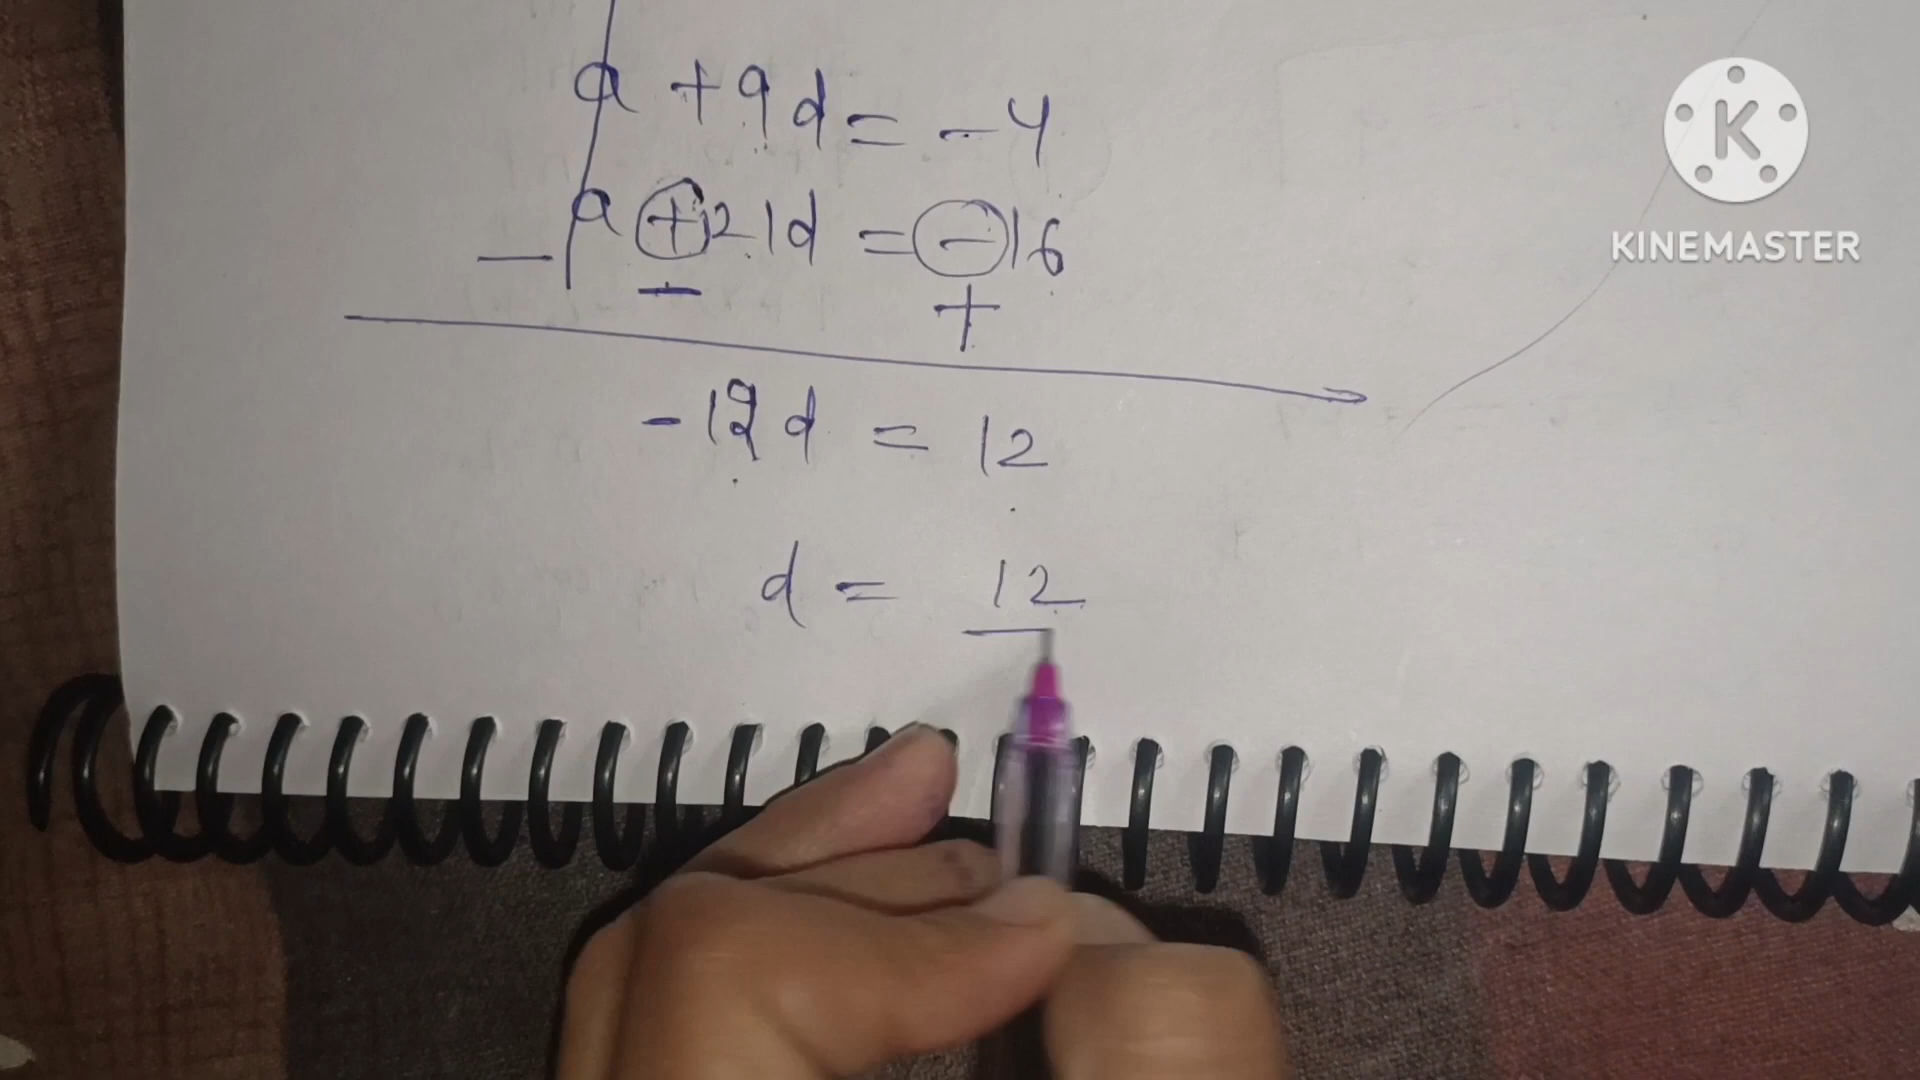 a + 9d = -4
- a + 21d = -16
- +
-12d = 12
d = 12
K
KINEMASTER